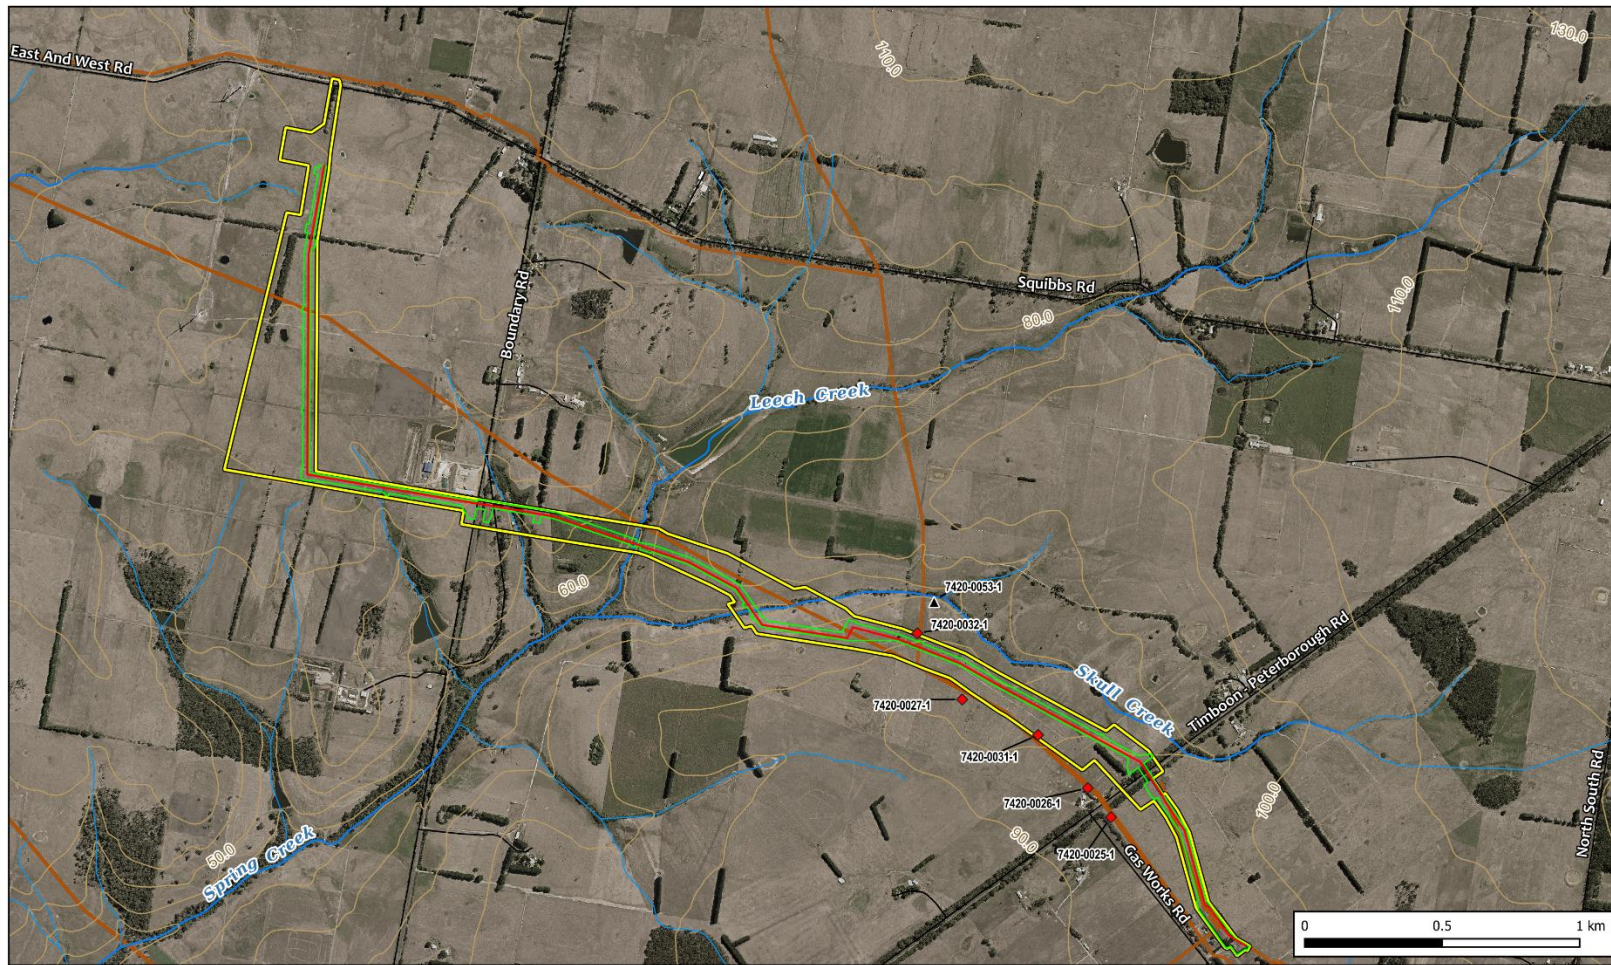 130.0
110.0
East And West Rd
Squibbs Rd
110.0
80.0
Boundary Rd
Leech Creek
60.0
7420-0053-1
7420-0032-1
Timboon - Peterborough Rd
Skull Creek
7420-0027-1
7420-0031-1
7420-0026-1
100.0
North South Rd
90.0
7420-0025-1
50.0
Spring Creek
Gas Works Rd
0 0.5 1 km